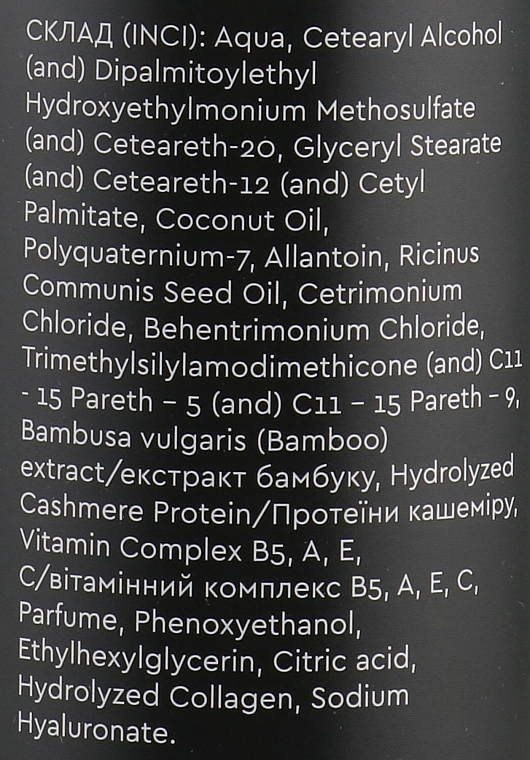 СКЛАД (INCI): Aqua, Cetearyl Alcohol
(and) Dipalmitoylethyl
Hydroxyethylmonium Methosulfate
(and) Ceteareth-20, Glyceryl Stearate
(and) Ceteareth-12 (and) Cetyl
Palmitate, Coconut Oil,
Polyquaternium-7, Allantoin, Ricinus
Communis Seed Oil, Cetrimonium
Chloride, Behentrimonium Chloride,
Trimethylsilylamodimethicone (and) C11
- 15 Pareth – 5 (and) C11 – 15 Pareth – 9,
Bambusa vulgaris (Bamboo)
extract/екстракт бамбуку, Hydrolyzed
Cashmere Protein/Протеїни кашеміру,
Vitamin Complex B5, A, E,
C/вітамінний комплекс B5, A, E, C,
Parfume, Phenoxyethanol,
Ethylhexylglycerin, Citric acid,
Hydrolyzed Collagen, Sodium
Hyaluronate.